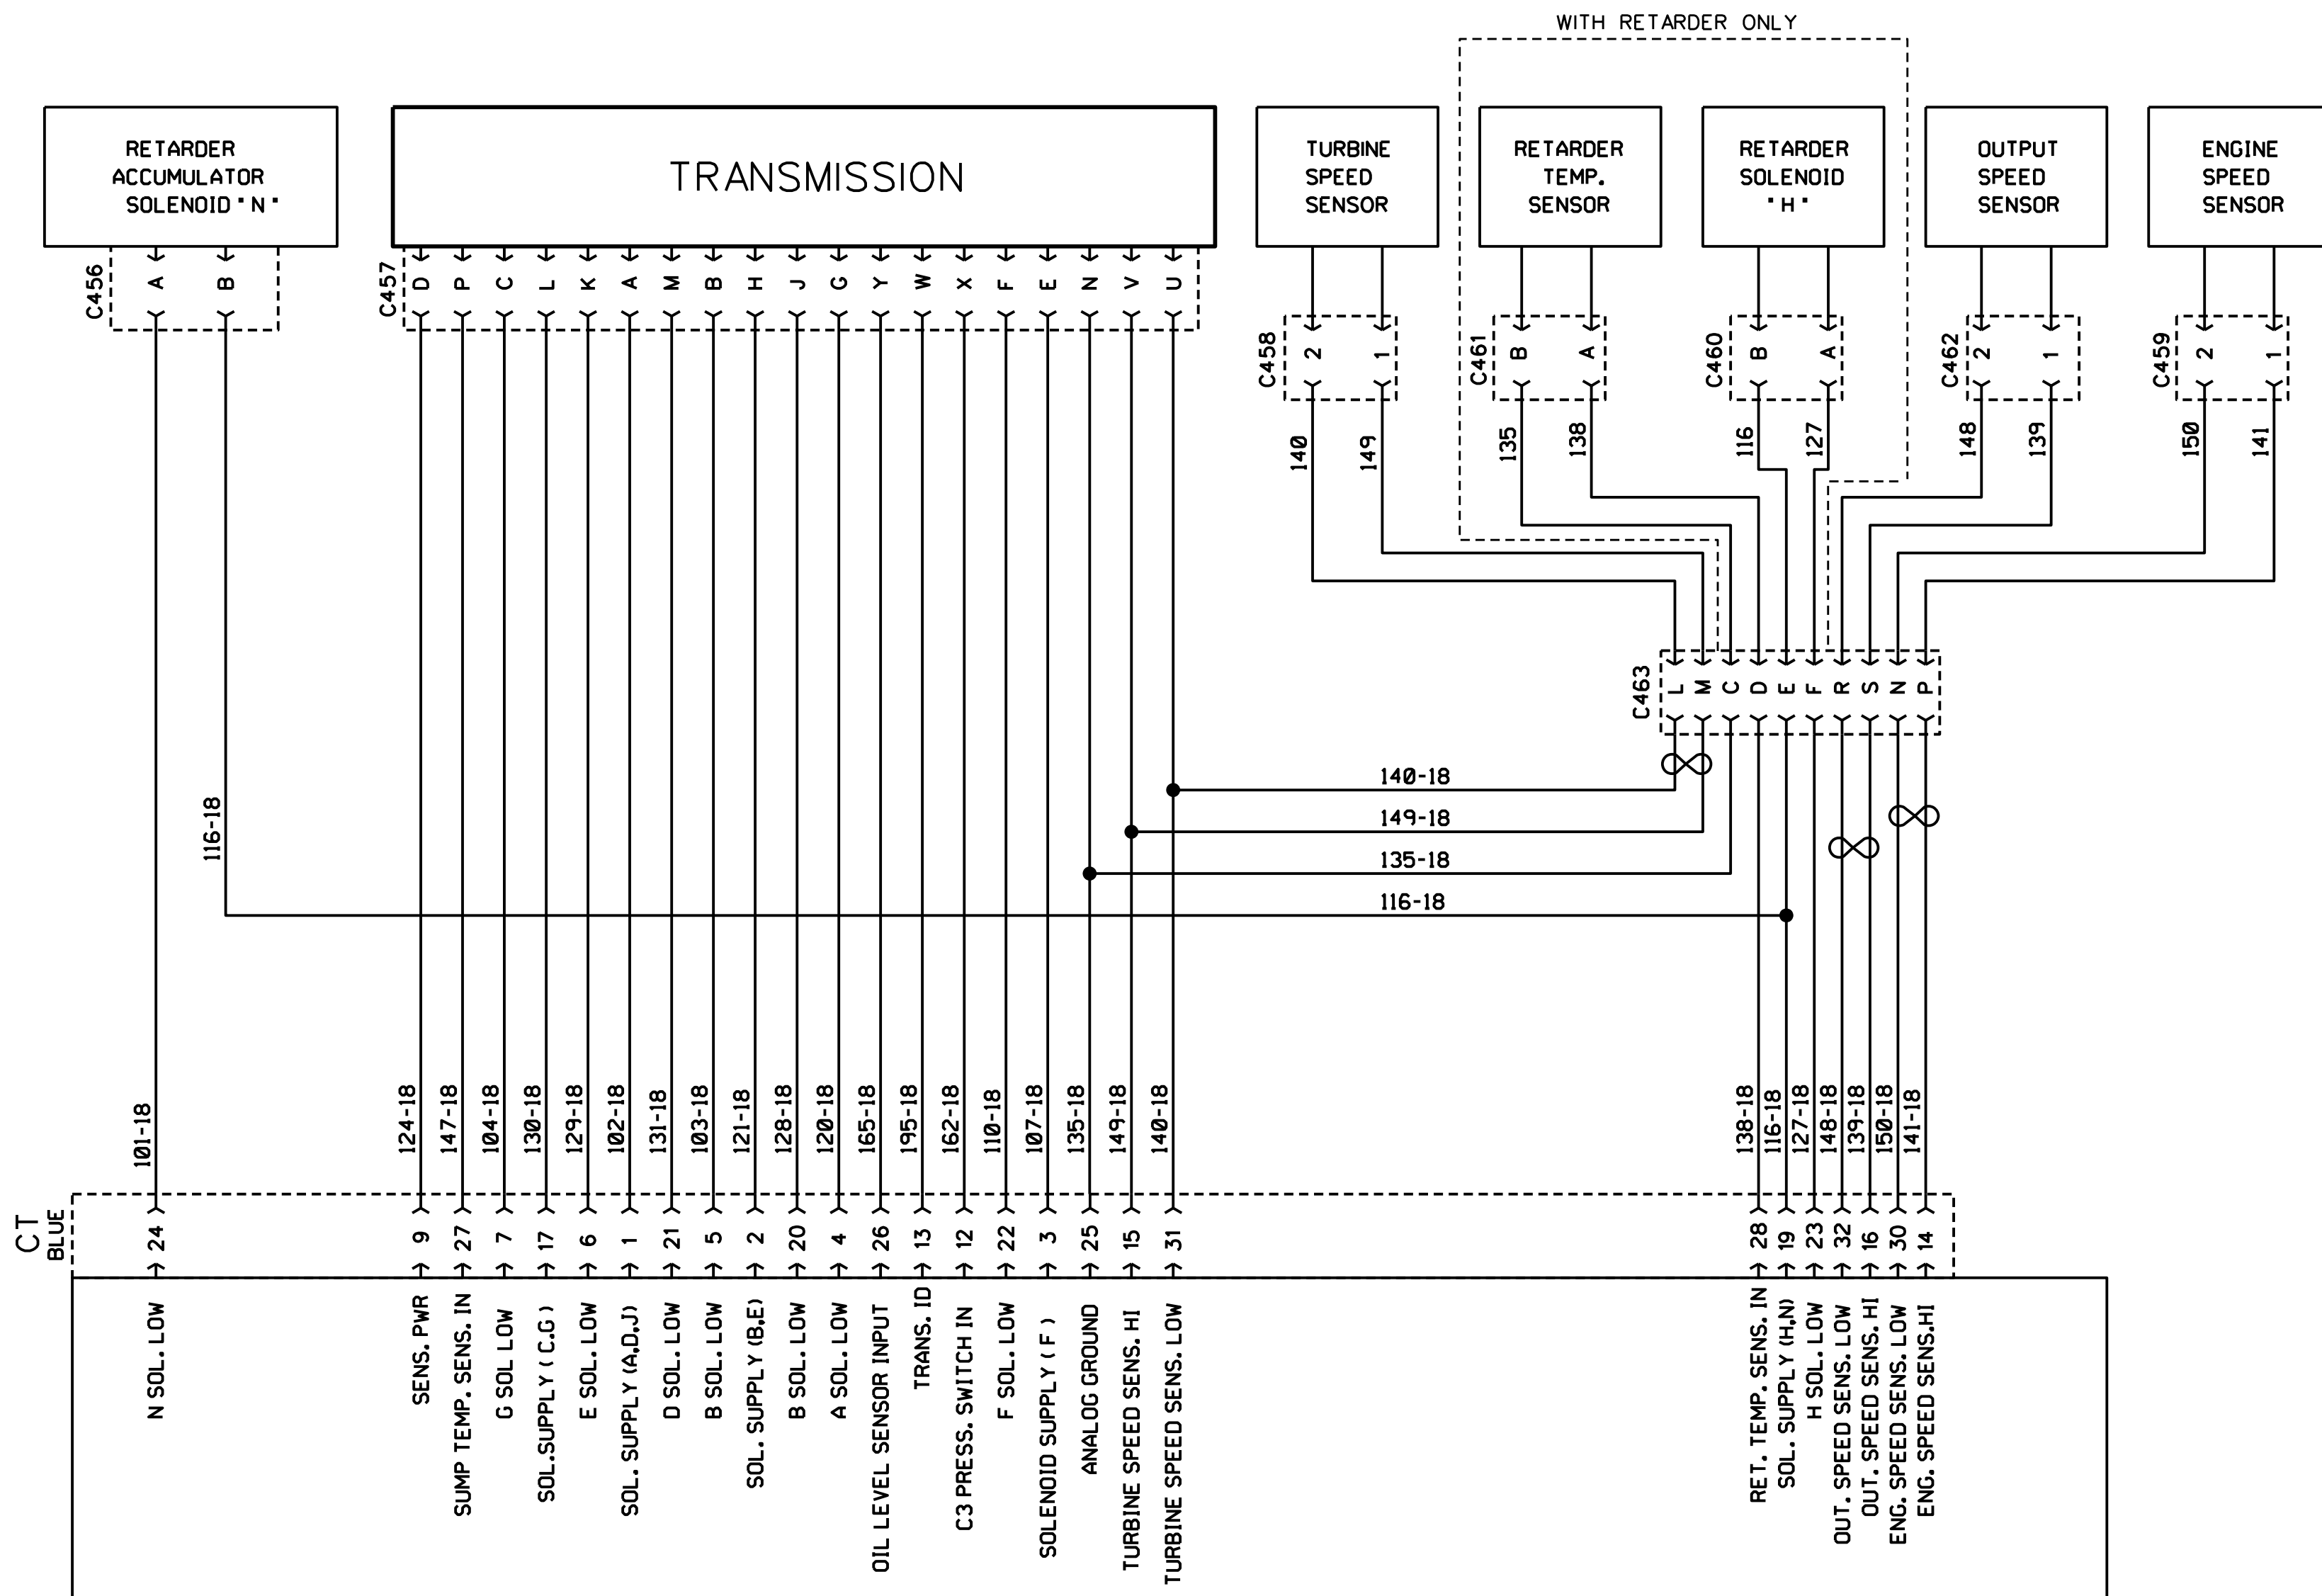 WITH RETARDER ONLY
RETARDER
ACCUMULATOR
SOLENOID "N"
TRANSMISSION
TURBINE
SPEED
SENSOR
RETARDER
TEMP.
SENSOR
RETARDER
SOLENOID
"H"
OUTPUT
SPEED
SENSOR
ENGINE
SPEED
SENSOR
C456
A
B
C457
D
P
C
L
K
A
M
B
H
J
G
Y
W
X
F
E
N
V
U
C458
2
1
C461
B
A
C460
B
A
C462
2
1
C459
2
1
140
149
135
138
116
127
148
139
150
141
C463
L
M
C
D
E
F
R
S
N
P
140-18
149-18
135-18
116-18
116-18
101-18
124-18
147-18
104-18
130-18
129-18
102-18
131-18
103-18
121-18
128-18
120-18
165-18
195-18
162-18
110-18
107-18
135-18
149-18
140-18
138-18
116-18
127-18
148-18
139-18
150-18
141-18
CT
BLUE
24
9
27
7
17
6
1
21
5
2
20
4
26
13
12
22
3
25
15
31
28
19
23
32
16
30
14
N SOL. LOW
SENS. PWR
SUMP TEMP. SENS. IN
G SOL LOW
SOL.SUPPLY ( C.G )
E SOL. LOW
SOL. SUPPLY (A,D,J)
D SOL. LOW
B SOL. LOW
SOL. SUPPLY (B,E)
B SOL. LOW
A SOL. LOW
OIL LEVEL SENSOR INPUT
TRANS. ID
C3 PRESS. SWITCH IN
F SOL. LOW
SOLENOID SUPPLY ( F )
ANALOG GROUND
TURBINE SPEED SENS. HI
TURBINE SPEED SENS. LOW
RET. TEMP. SENS. IN
SOL. SUPPLY (H,N)
H SOL. LOW
OUT. SPEED SENS. LOW
OUT. SPEED SENS. HI
ENG. SPEED SENS. LOW
ENG. SPEED SENS.HI